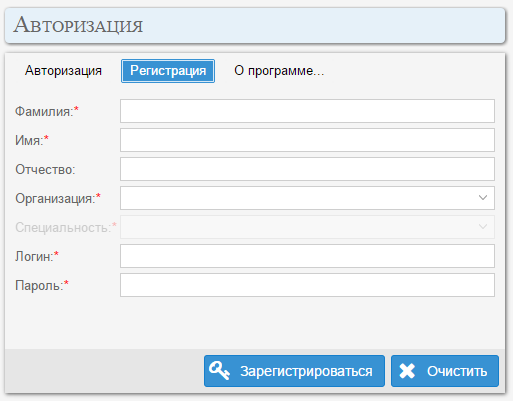 Авторизация
Авторизация Регистрация О программе...
Фамилия:*
Имя:*
Отчество:
Организация:*
Специальность:*
Логин:*
Пароль:*
Зарегистрироваться Очистить